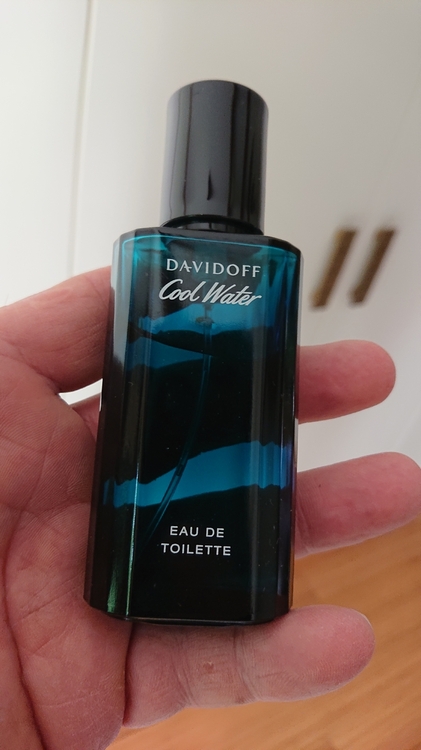 DAVIDOFF
Cool Water
EAU DE
TOILETTE